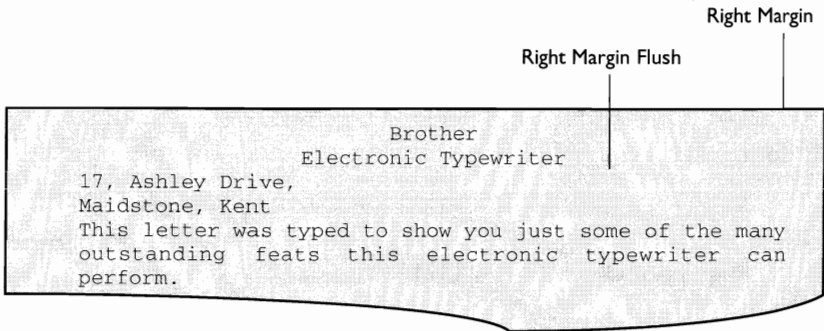 Right Margin
Right Margin Flush
Brother
Electronic Typewriter
17, Ashley Drive,
Maidstone, Kent
This letter was typed to show you just some of the many
outstanding feats this electronic typewriter can
perform.